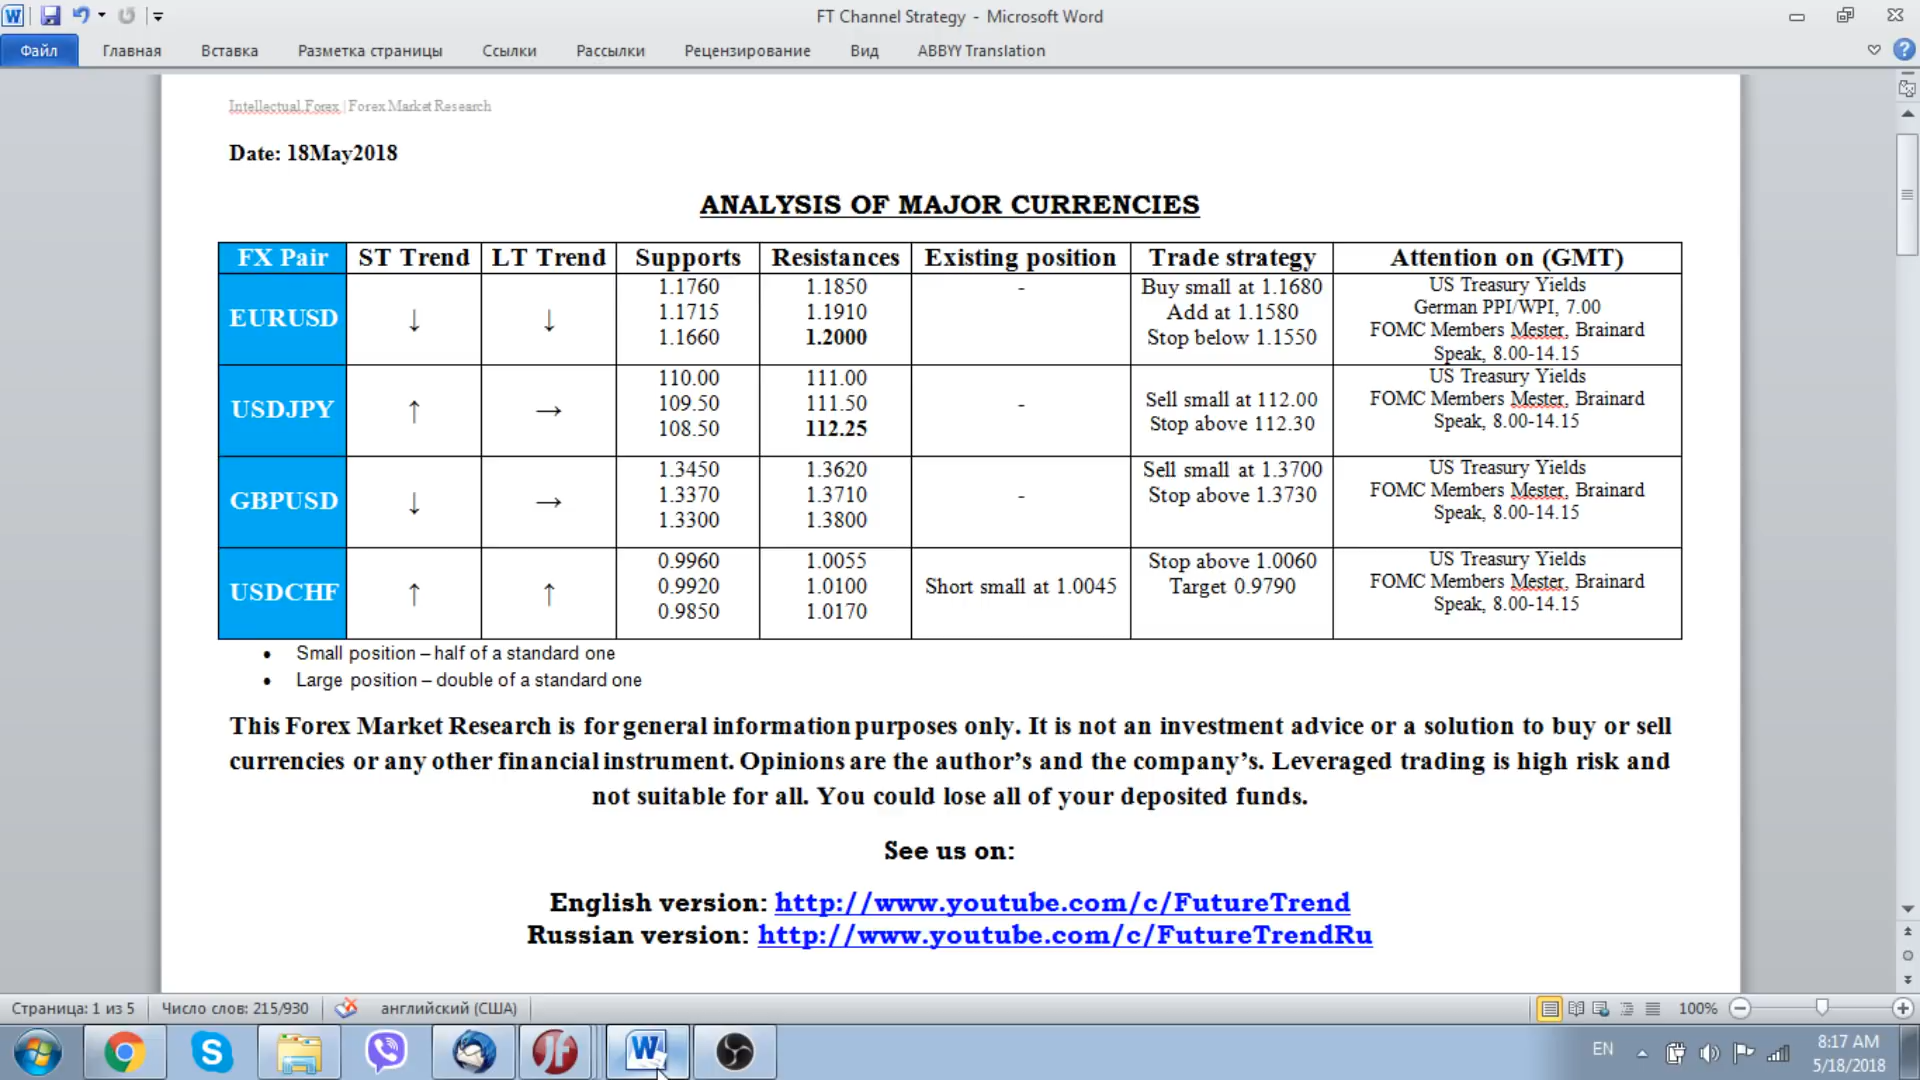 FT Channel Strategy - Microsoft Word
Файл Главная Вставка Разметка страницы Ссылки Рассылки Рецензирование Вид ABBYY Translation
Intellectual.Forex | Forex Market Research
Date: 18May2018
ANALYSIS OF MAJOR CURRENCIES
FX Pair ST Trend LT Trend Supports Resistances Existing position Trade strategy Attention on (GMT)
EURUSD ↓ ↓
1.1760
1.1715
1.1660
1.1850
1.1910
1.2000
-
Buy small at 1.1680
Add at 1.1580
Stop below 1.1550
US Treasury Yields
German PPI/WPI, 7.00
FOMC Members Mester, Brainard
Speak, 8.00-14.15
USDJPY ↑ →
110.00
109.50
108.50
111.00
111.50
112.25
-
Sell small at 112.00
Stop above 112.30
US Treasury Yields
FOMC Members Mester, Brainard
Speak, 8.00-14.15
GBPUSD ↓ →
1.3450
1.3370
1.3300
1.3620
1.3710
1.3800
-
Sell small at 1.3700
Stop above 1.3730
US Treasury Yields
FOMC Members Mester, Brainard
Speak, 8.00-14.15
USDCHF ↑ ↑
0.9960
0.9920
0.9850
1.0055
1.0100
1.0170
Short small at 1.0045
Stop above 1.0060
Target 0.9790
US Treasury Yields
FOMC Members Mester, Brainard
Speak, 8.00-14.15
• Small position – half of a standard one
• Large position – double of a standard one
This Forex Market Research is for general information purposes only. It is not an investment advice or a solution to buy or sell
currencies or any other financial instrument. Opinions are the author's and the company's. Leveraged trading is high risk and
not suitable for all. You could lose all of your deposited funds.
See us on:
English version: http://www.youtube.com/c/FutureTrend
Russian version: http://www.youtube.com/c/FutureTrendRu
Страница: 1 из 5 Число слов: 215/930 английский (США) 100%
EN 8:17 AM
5/18/2018